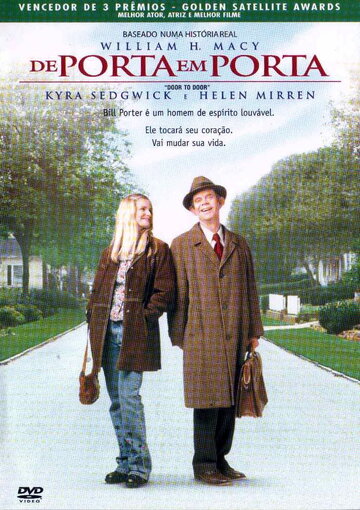 VENCEDOR DE 3 PRÊMIOS - GOLDEN SATELLITE AWARDS
MELHOR ATOR, ATRIZ E MELHOR FILME
BASEADO NUMA HISTÓRIA REAL
WILLIAM H. MACY
DE PORTA EM PORTA
"DOOR TO DOOR"
KYRA SEDGWICK E HELEN MIRREN
Bill Porter é um homem de espírito louvável.
Ele tocará seu coração.
Vai mudar sua vida.
DVD
VIDEO